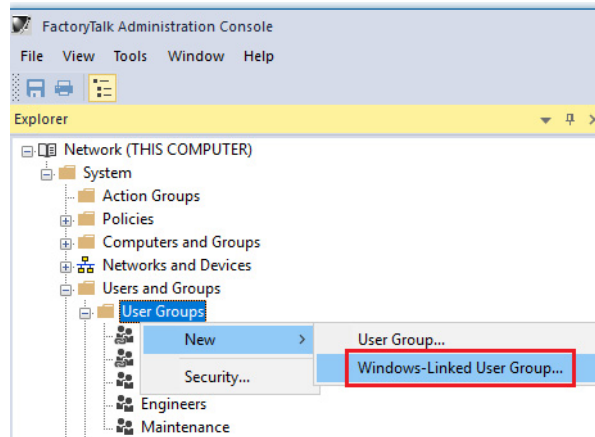 FactoryTalk Administration Console
File View Tools Window Help
Explorer
Network (THIS COMPUTER)
System
Action Groups
Policies
Computers and Groups
Networks and Devices
Users and Groups
User Groups
New
User Group...
Windows-Linked User Group...
Security...
Engineers
Maintenance